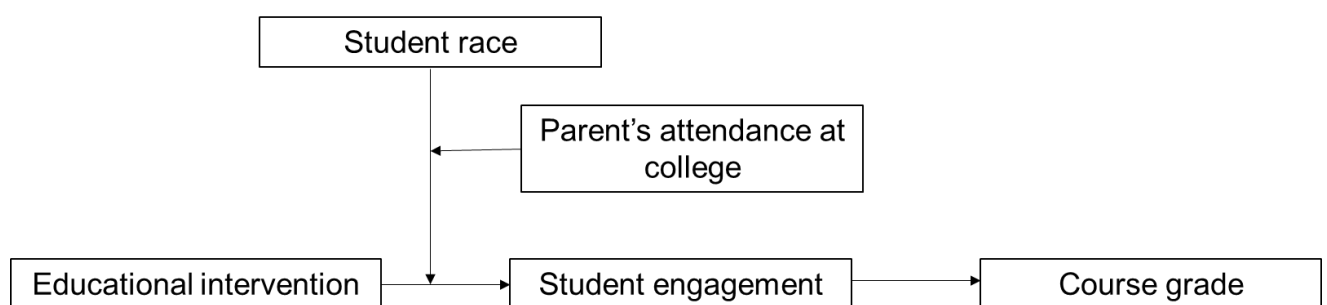 Student race
Parent’s attendance at
college
Educational intervention
Student engagement
Course grade